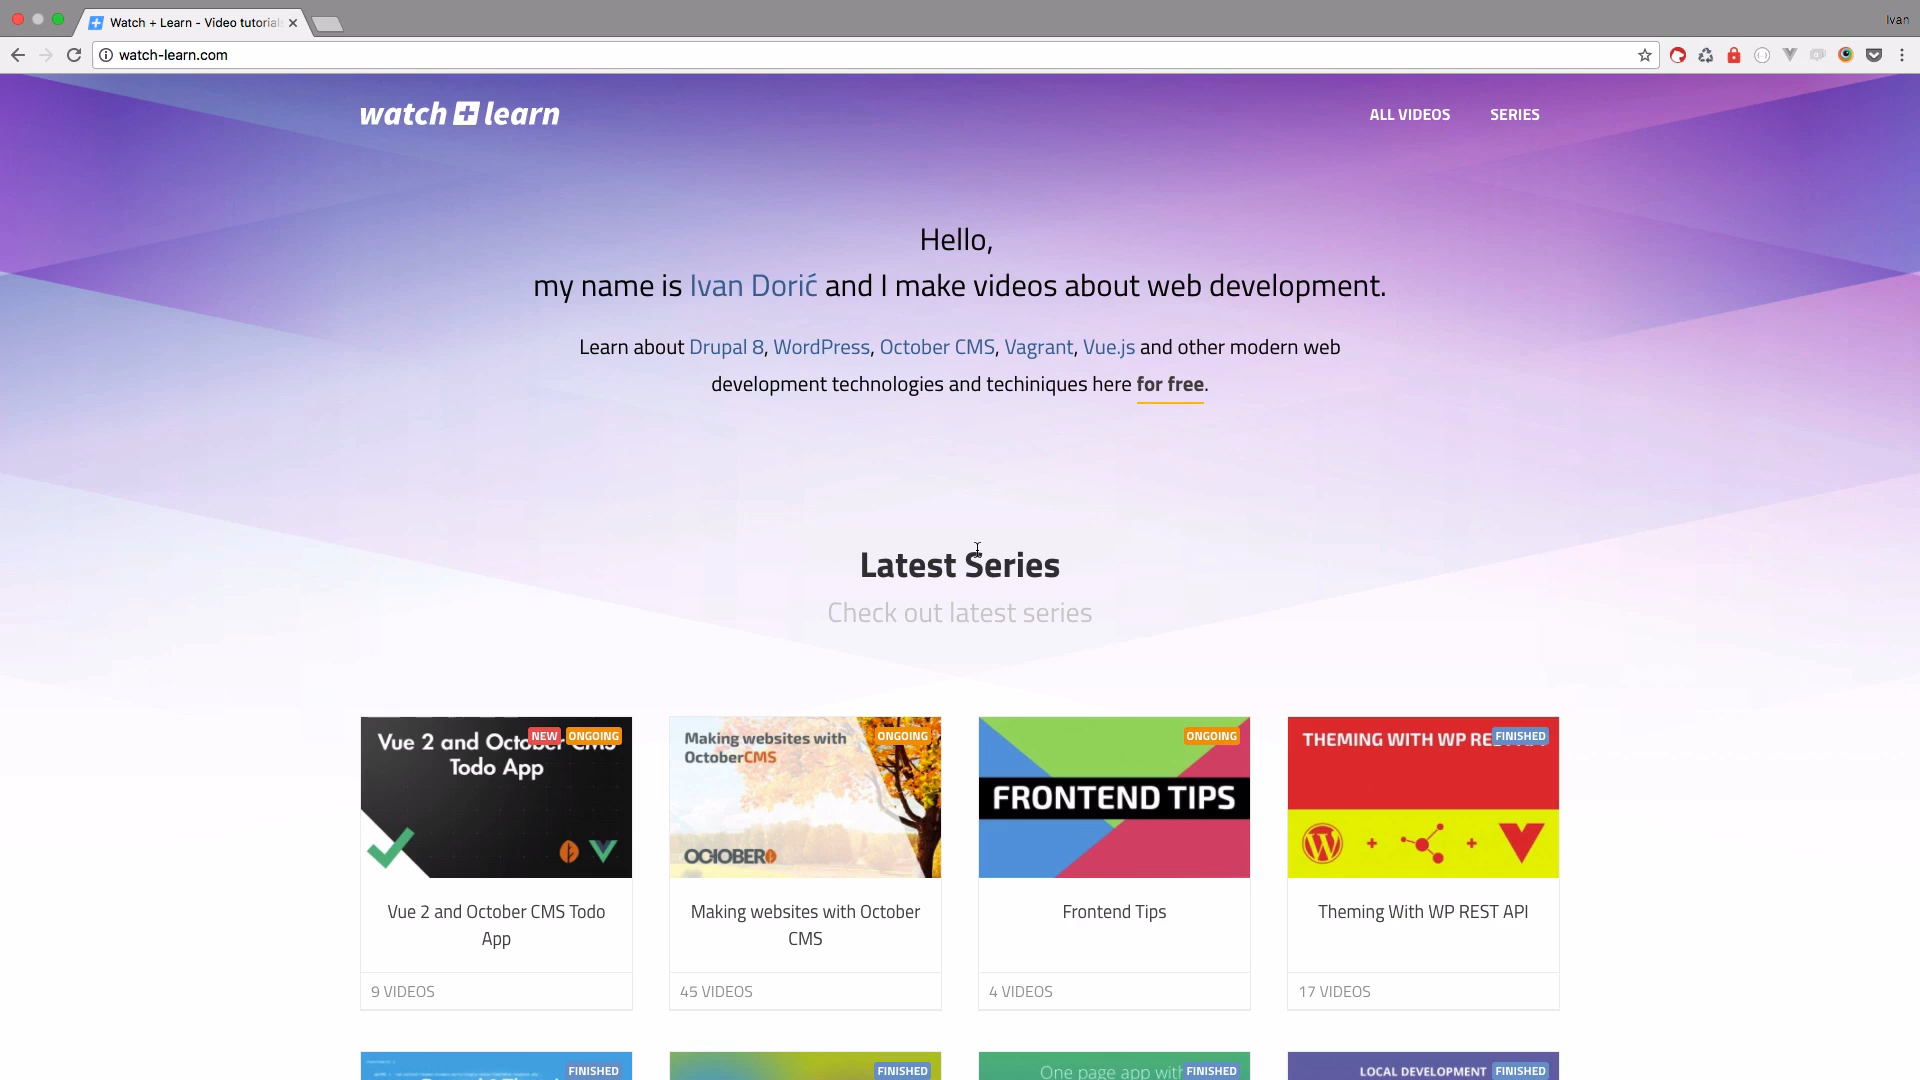 Ivan
Watch + Learn - Video tutorial
watch-learn.com
watch + learn
ALL VIDEOS
SERIES
Hello,
my name is Ivan Dorić and I make videos about web development.
Learn about Drupal 8, WordPress, October CMS, Vagrant, Vue.js and other modern web
development technologies and techiniques here for free.
Latest Series
Check out latest series
NEW
ONGOING
Vue 2 and October CMS
Todo App
Vue 2 and October CMS Todo
App
9 VIDEOS
ONGOING
Making websites with
OctoberCMS
OCTOBER
Making websites with October
CMS
45 VIDEOS
ONGOING
FRONTEND TIPS
Frontend Tips
4 VIDEOS
FINISHED
THEMING WITH WP
Theming With WP REST API
17 VIDEOS
FINISHED
FINISHED
One page app with
FINISHED
LOCAL DEVELOPMENT
FINISHED